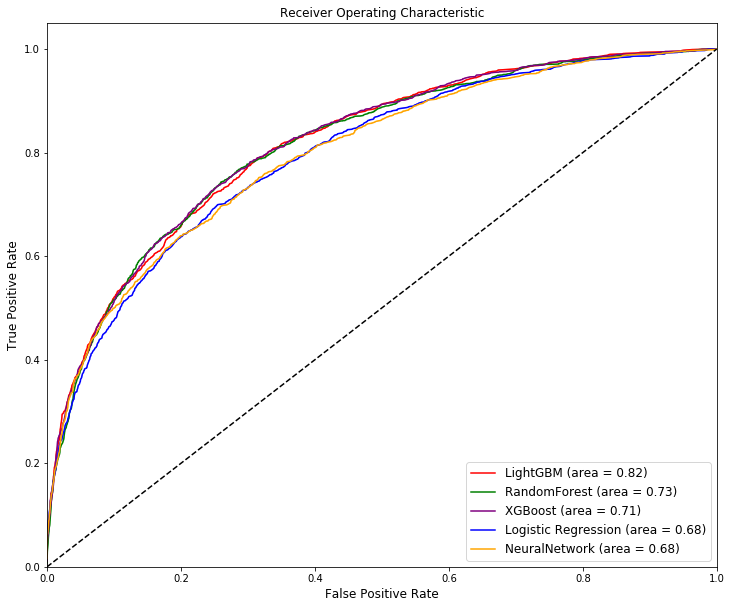 Receiver Operating Characteristic
1.0
0.8
0.6
0.4
0.2
0.0
True Positive Rate
LightGBM (area = 0.82)
RandomForest (area = 0.73)
XGBoost (area = 0.71)
Logistic Regression (area = 0.68)
NeuralNetwork (area = 0.68)
0.0 0.2 0.4 0.6 0.8 1.0
False Positive Rate